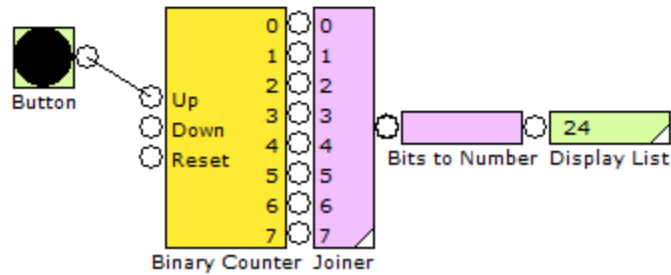 Button
Up
Down
Reset
0
1
2
3
4
5
6
7
Binary Counter
0
1
2
3
4
5
6
7
Joiner
Bits to Number
24
Display List